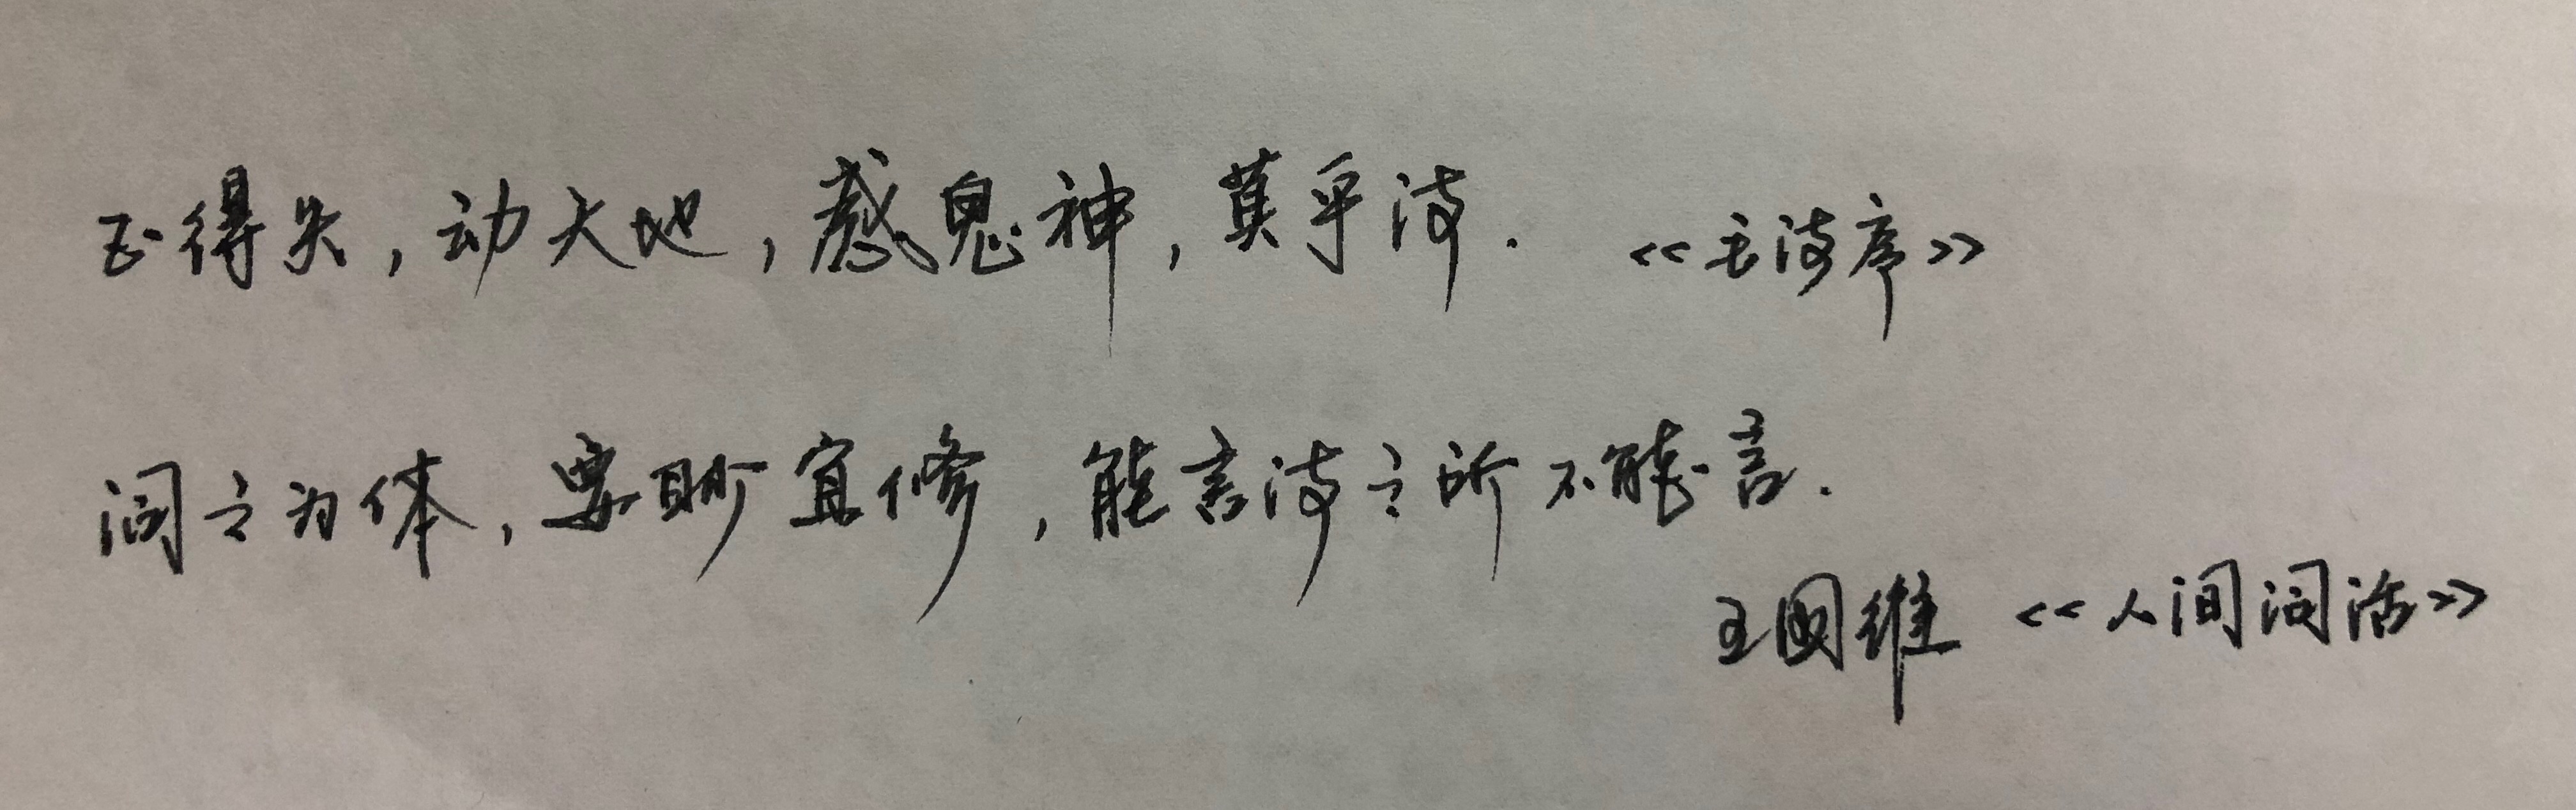 正得失,动天地,感鬼神,莫乎诗. <<毛诗序>>
词之为体,要眇宜修,能言诗之所不能言.
王国维 <<人间词话>>